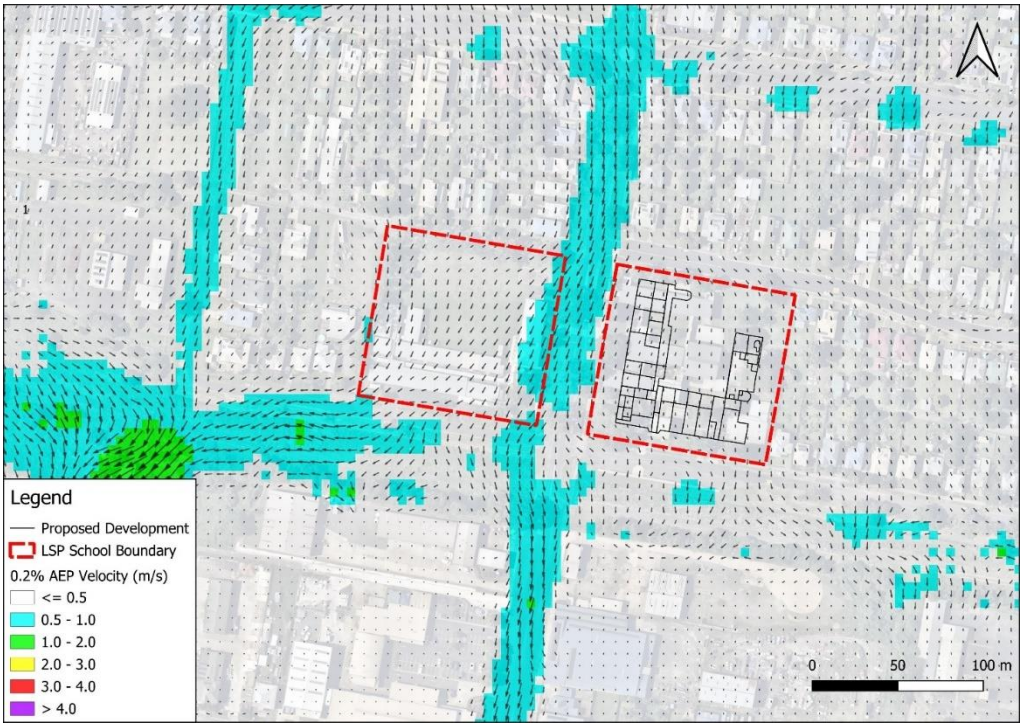 1
Legend
Proposed Development
LSP School Boundary
0.2% AEP Velocity (m/s)
<= 0.5
0.5 - 1.0
1.0 - 2.0
2.0 - 3.0
3.0 - 4.0
> 4.0
0 50 100 m